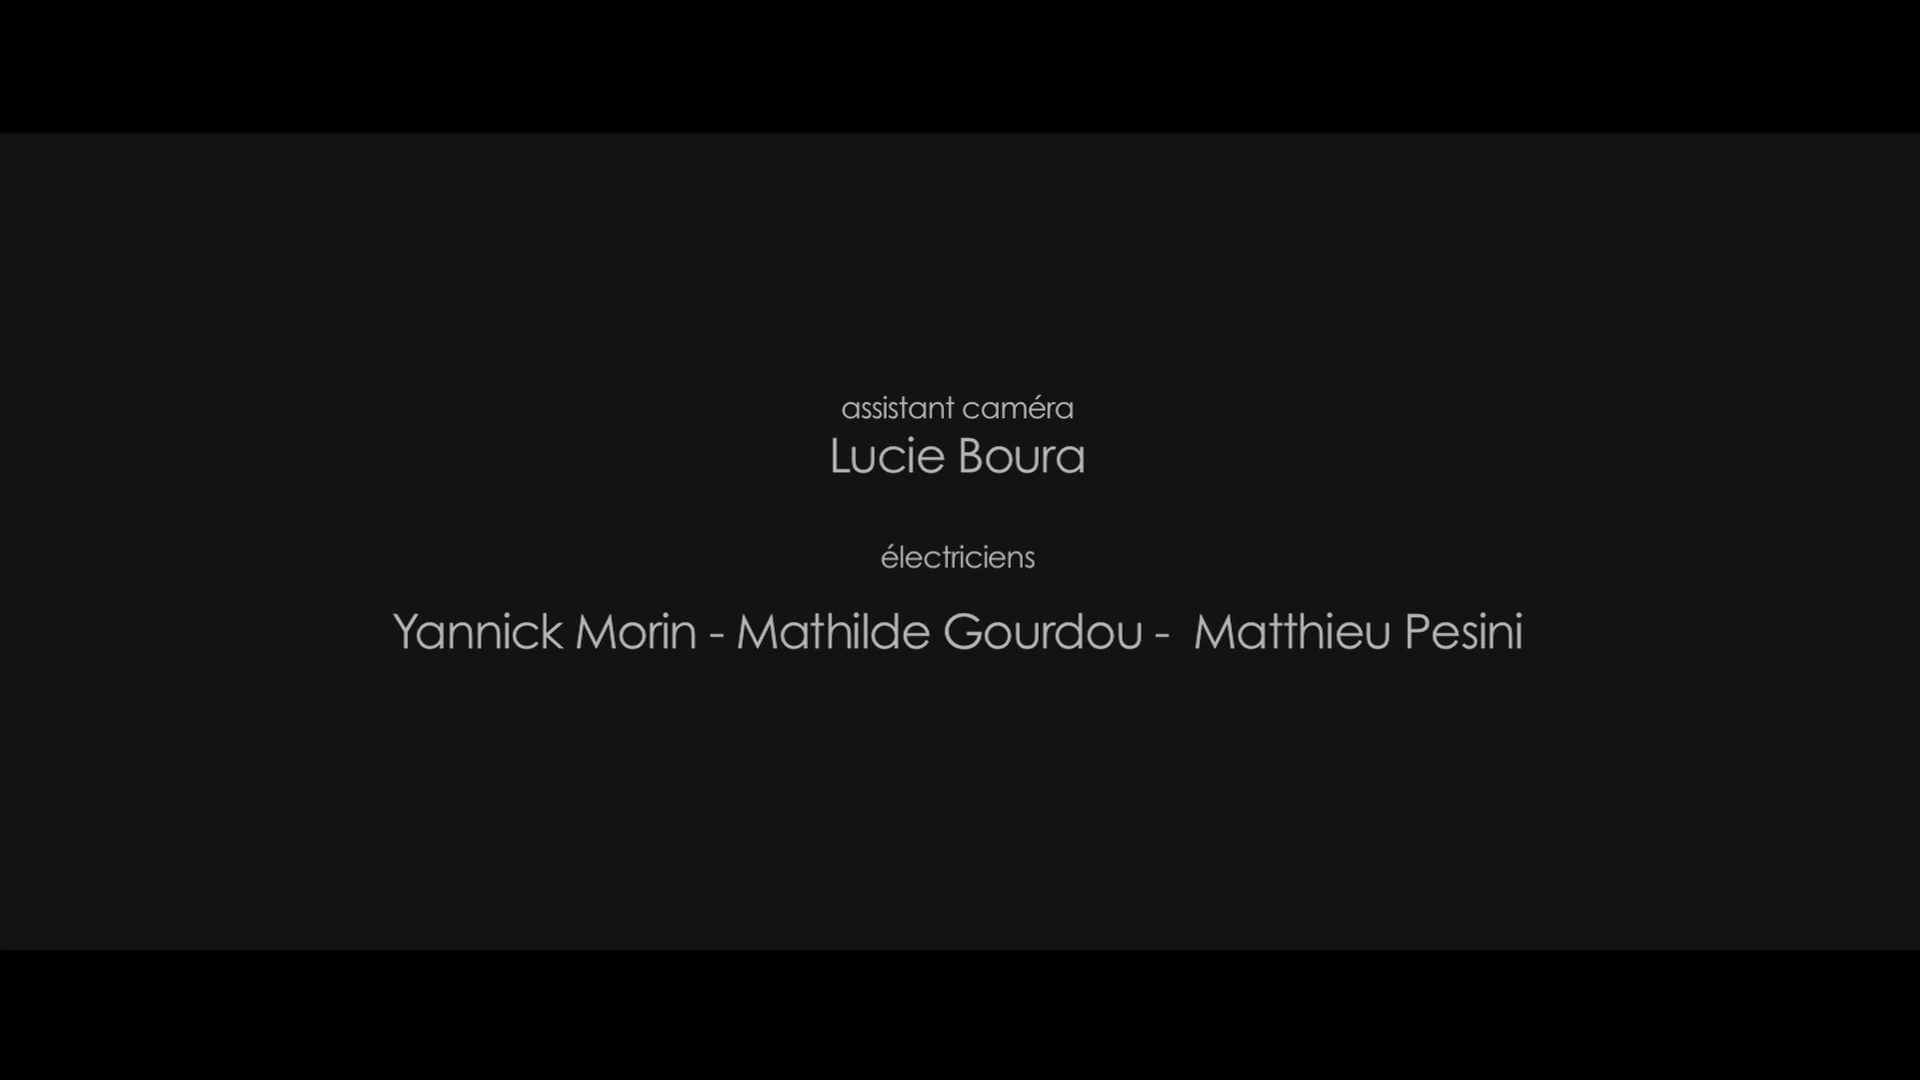 assistant caméra
Lucie Boura
électriciens
Yannick Morin - Mathilde Gourdou -  Matthieu Pesini